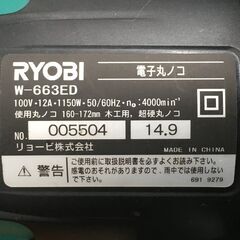 RYOBI
電子丸ノコ
W-663ED
100V・12A・1150W・50/60Hz・n₀:4000min⁻¹
使用丸ノコ 160-172mm 木工用, 超硬丸ノコ
No. 005504 14.9
リョービ株式会社 MADE IN CHINA
警告
ご使用前に取扱説明書をお読み下さい。
感電のおそれがありますので、
雨中で使用しないで下さい。
691 9279